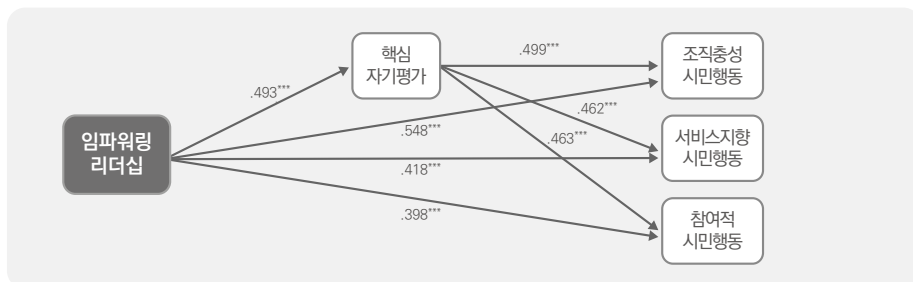 핵심
자기평가
.499***
조직충성
시민행동
.493***
.462***
.548***
.463***
임파워링
리더십
서비스지향
시민행동
.418***
.398***
참여적
시민행동